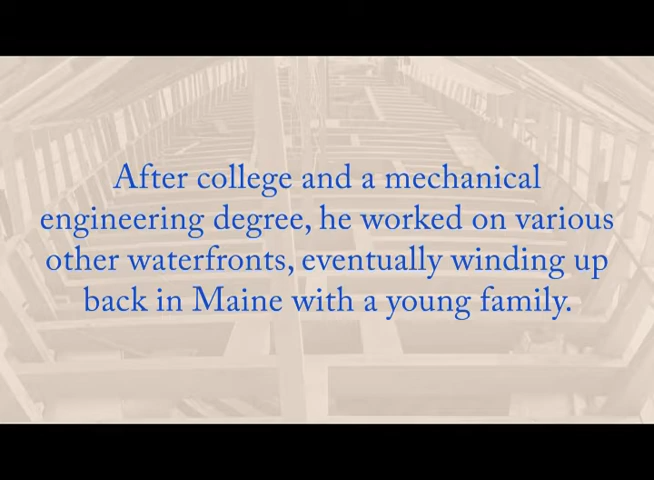 After college and a mechanical
engineering degree, he worked on various
other waterfronts, eventually winding up
back in Maine with a young family.